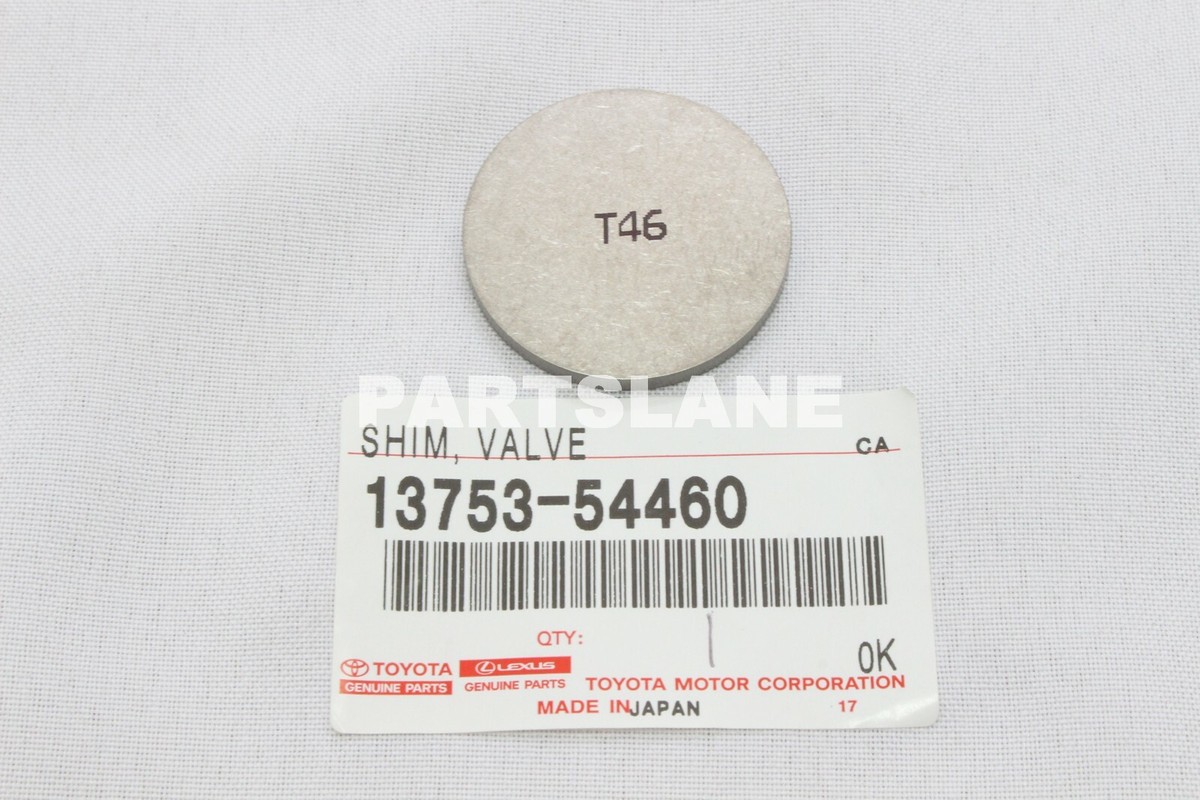 T46
PARTSLANE
SHIM, VALVE CA
13753-54460
QTY: 1 OK
TOYOTA LEXUS
GENUINE PARTS GENUINE PARTS TOYOTA MOTOR CORPORATION
MADE IN JAPAN 17